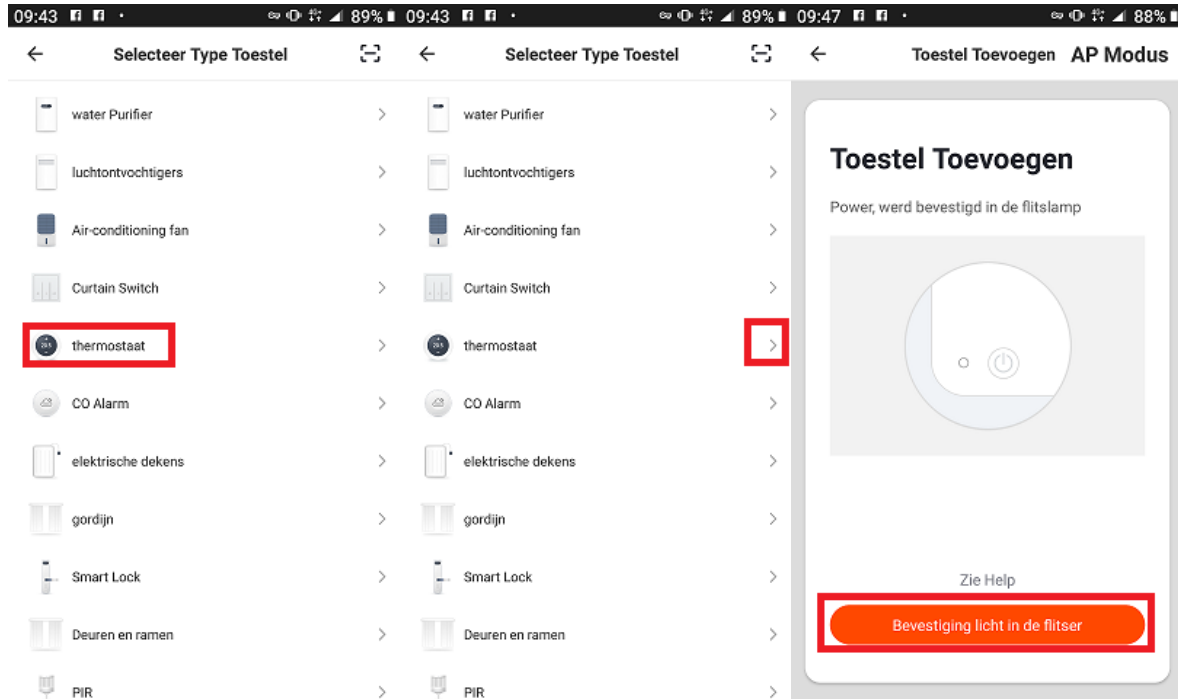 09:43 89%
Selecteer Type Toestel
water Purifier
luchtontvochtigers
Air-conditioning fan
Curtain Switch
thermostaat
CO Alarm
elektrische dekens
gordijn
Smart Lock
Deuren en ramen
PIR
09:43 89%
Selecteer Type Toestel
water Purifier
luchtontvochtigers
Air-conditioning fan
Curtain Switch
thermostaat
CO Alarm
elektrische dekens
gordijn
Smart Lock
Deuren en ramen
PIR
09:47 88%
Toestel Toevoegen AP Modus
Toestel Toevoegen
Power, werd bevestigd in de flitslamp
Zie Help
Bevestiging licht in de flitser